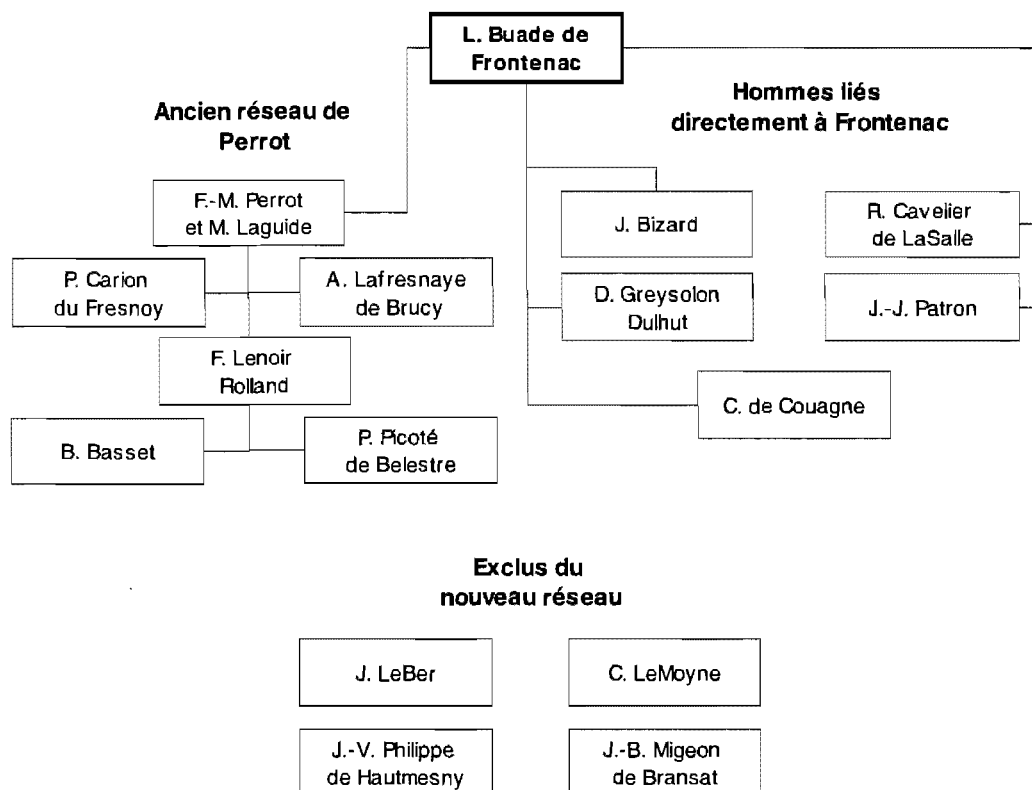 L. Buade de
Frontenac
Ancien réseau de
Perrot
Hommes liés
directement à Frontenac
F.-M. Perrot
et M. Laguide
J. Bizard
R. Cavelier
de LaSalle
P. Carion
du Fresnoy
A. Lafresnaye
de Brucy
D. Greysolon
Dulhut
J.-J. Patron
F. Lenoir
Rolland
C. de Couagne
B. Basset
P. Picoté
de Belestre
Exclus du
nouveau réseau
J. LeBer
C. LeMoyne
J.-V. Philippe
de Hautmesny
J.-B. Migeon
de Bransat